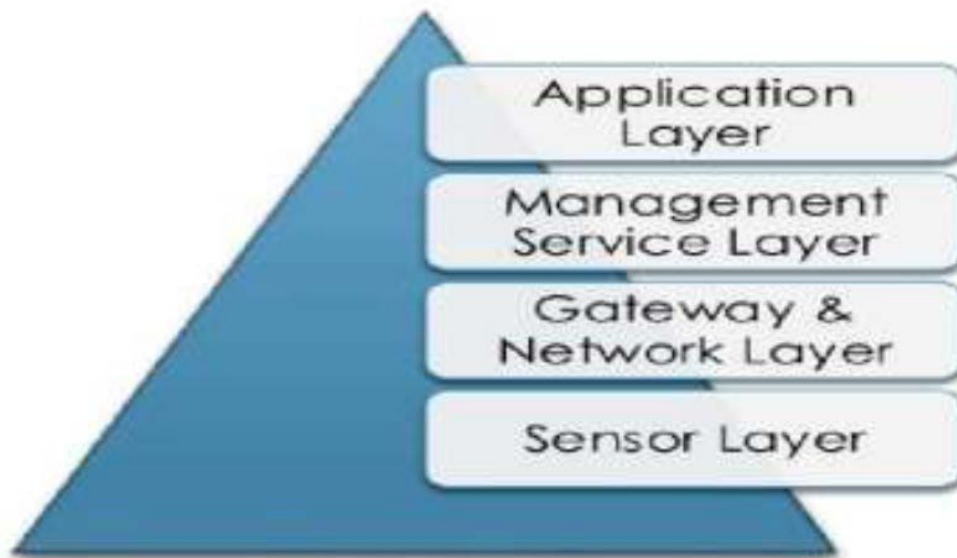 Application
Layer
Management
Service Layer
Gateway &
Network Layer
Sensor Layer